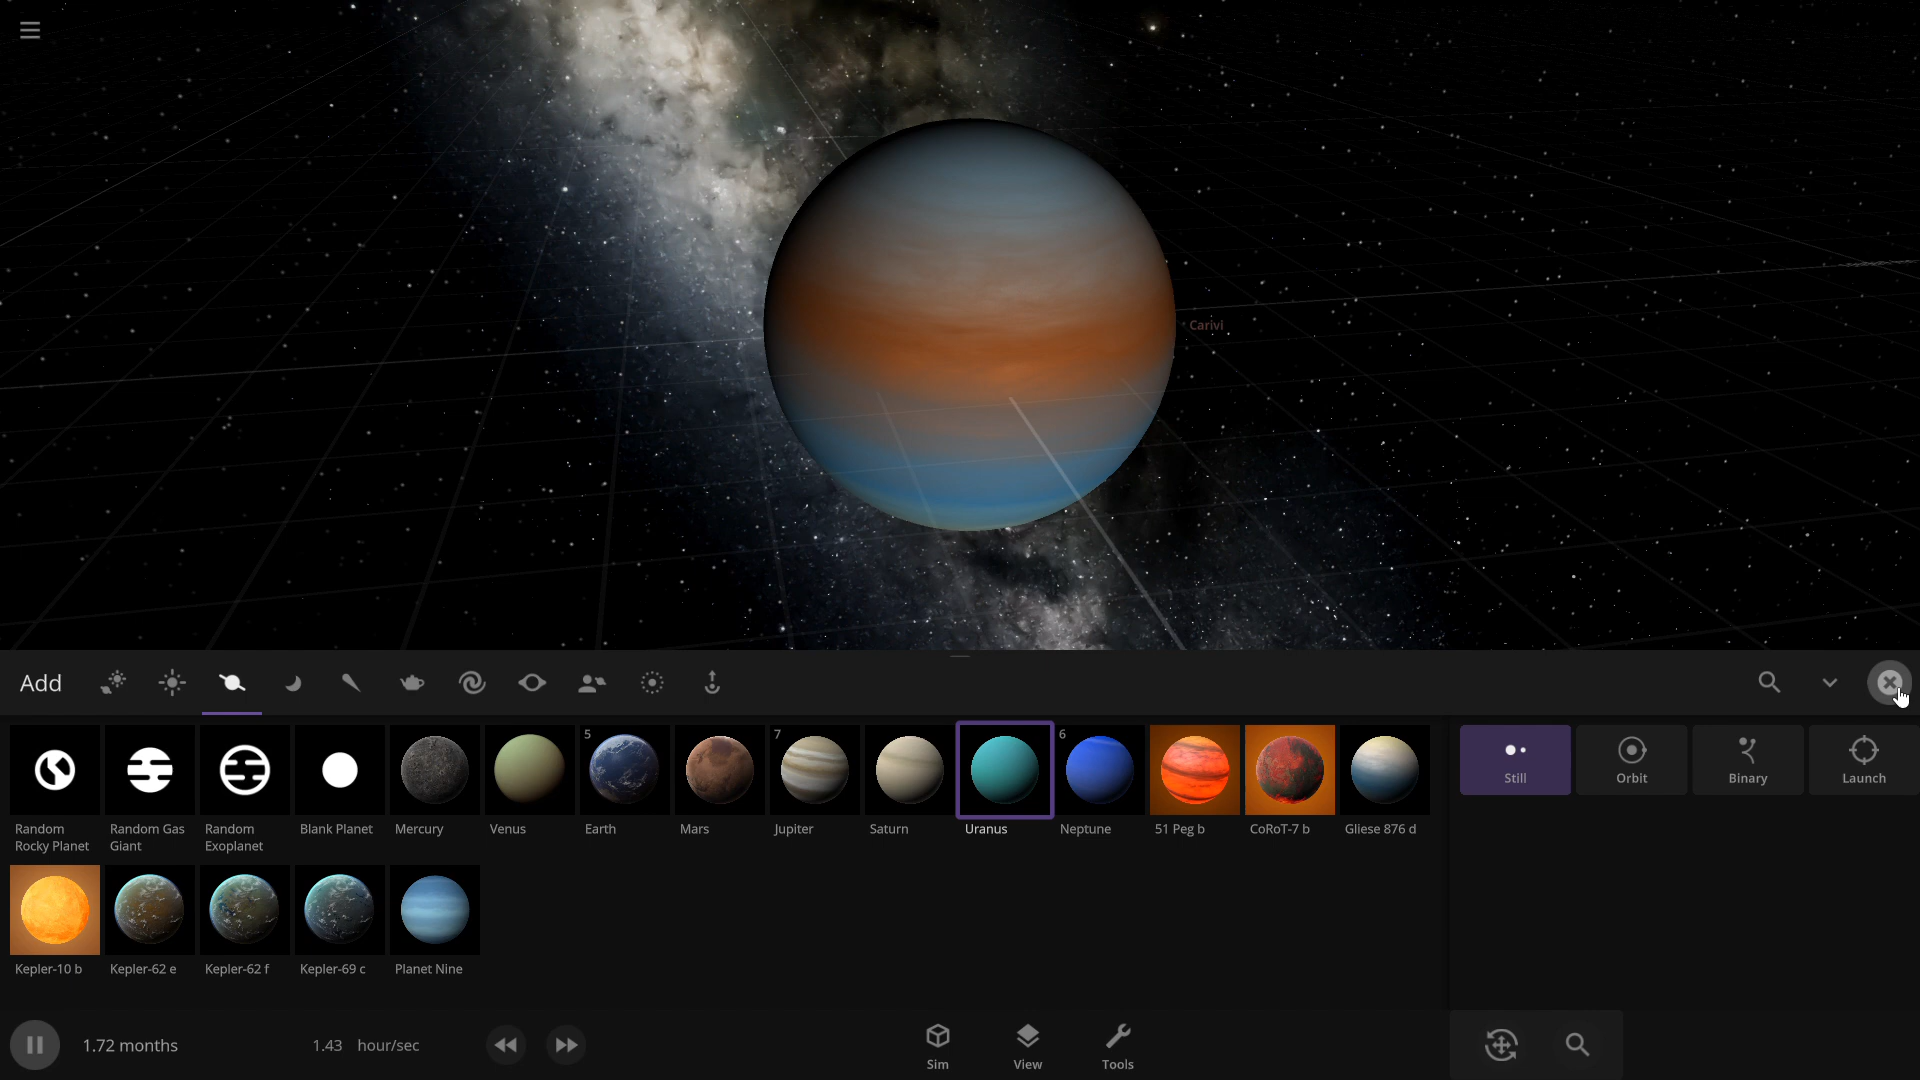 Carivi
Add
5
7
6
Random
Rocky Planet
Random Gas
Giant
Random
Exoplanet
Blank Planet
Mercury
Venus
Earth
Mars
Jupiter
Saturn
Uranus
Neptune
51 Peg b
CoRoT-7 b
Gliese 876 d
Still
Orbit
Binary
Launch
Kepler-10 b
Kepler-62 e
Kepler-62 f
Kepler-69 c
Planet Nine
1.72 months
1.43 hour/sec
Sim
View
Tools